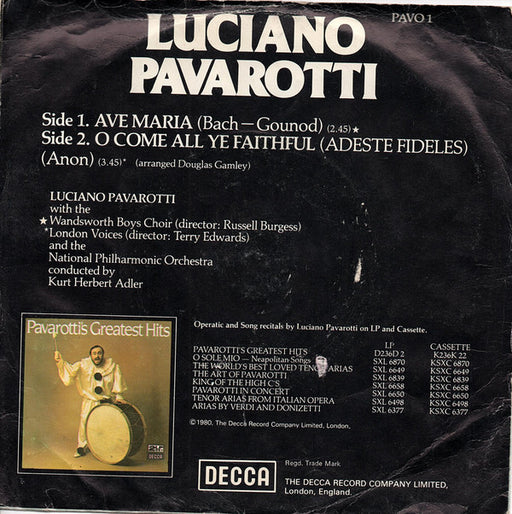 PAVO 1
LUCIANO
PAVAROTTI
Side 1. AVE MARIA (Bach—Gounod) (2.45)★
Side 2. O COME ALL YE FAITHFUL (ADESTE FIDELES)
(Anon) (3.45)* (arranged Douglas Gamley)
LUCIANO PAVAROTTI
with the
★Wandsworth Boys Choir (director: Russell Burgess)
*London Voices (director: Terry Edwards)
and the
National Philharmonic Orchestra
conducted by
Kurt Herbert Adler
Pavarotti's Greatest Hits
DECCA
Operatic and Song recitals by Luciano Pavarotti on LP and Cassette.
LP CASSETTE
PAVAROTTI'S GREATEST HITS D236D 2 K236K 22
O SOLE MIO — Neapolitan Songs SXL 6870 KSXC 6870
THE WORLD'S BEST LOVED TENOR ARIAS SXL 6649 KSXC 6649
THE ART OF PAVAROTTI SXL 6839 KSXC 6839
KING OF THE HIGH C'S SXL 6658 KSXC 6658
PAVAROTTI IN CONCERT SXL 6650 KSXC 6650
TENOR ARIAS FROM ITALIAN OPERA SXL 6498 KSXC 6498
ARIAS BY VERDI AND DONIZETTI SXL 6377 KSXC 6377
©1980, The Decca Record Company Limited, London,
DECCA
Regd. Trade Mark
THE DECCA RECORD COMPANY LIMITED,
London, England.